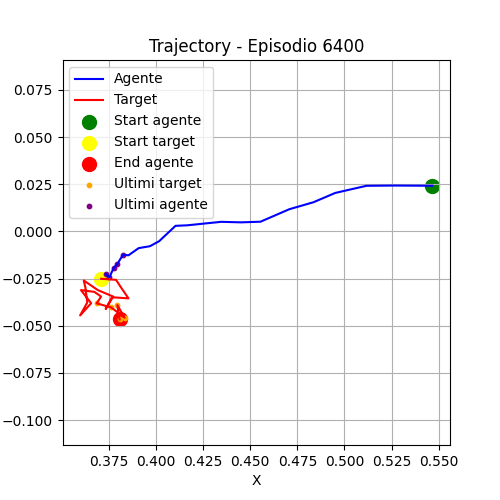 Trajectory - Episodio 6400
Agente
Target
Start agente
Start target
End agente
Ultimi target
Ultimi agente
0.075
0.050
0.025
0.000
−0.025
−0.050
−0.075
−0.100
0.375 0.400 0.425 0.450 0.475 0.500 0.525 0.550
X